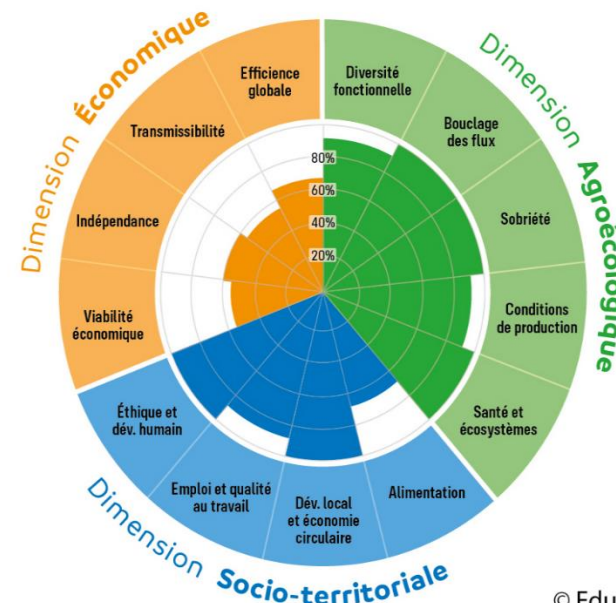 Dimension Économique
Efficience
globale
Transmissibilité
Indépendance
Viabilité
économique
Dimension Agroécologique
Diversité
fonctionnelle
Bouclage
des flux
Sobriété
Conditions
de production
Santé et
écosystèmes
80%
60%
40%
20%
Éthique et
dév. humain
Emploi et qualité
au travail
Dév. local
et économie
circulaire
Alimentation
Dimension Socio-territoriale
© Edu